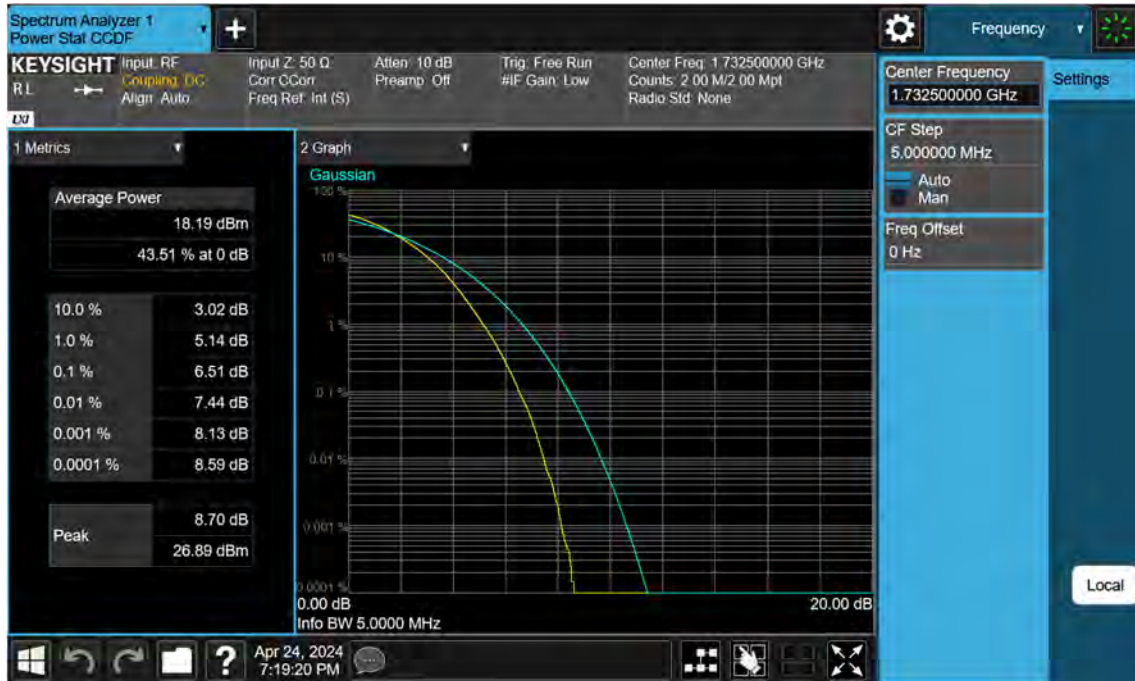 Spectrum Analyzer 1
Power Stat CCDF
+
Frequency
KEYSIGHT
RL
LXI
Input: RF
Coupling: DC
Align: Auto
Input Z: 50 Ω
Corr CCorr
Freq Ref: Int (S)
Atten: 10 dB
Preamp: Off
Trig: Free Run
#IF Gain: Low
Center Freq: 1.732500000 GHz
Counts: 2.00 M/2.00 Mpt
Radio Std: None
Center Frequency
1.732500000 GHz
Settings
CF Step
5.000000 MHz
Auto
Man
Freq Offset
0 Hz
Local
1 Metrics
Average Power
18.19 dBm
43.51 % at 0 dB
10.0 % 3.02 dB
1.0 % 5.14 dB
0.1 % 6.51 dB
0.01 % 7.44 dB
0.001 % 8.13 dB
0.0001 % 8.59 dB
Peak
8.70 dB
26.89 dBm
2 Graph
Gaussian
100 %
10 %
1 %
0.1 %
0.01 %
0.001 %
0.0001 %
0.00 dB 20.00 dB
Info BW 5.0000 MHz
?
Apr 24, 2024
7:19:20 PM